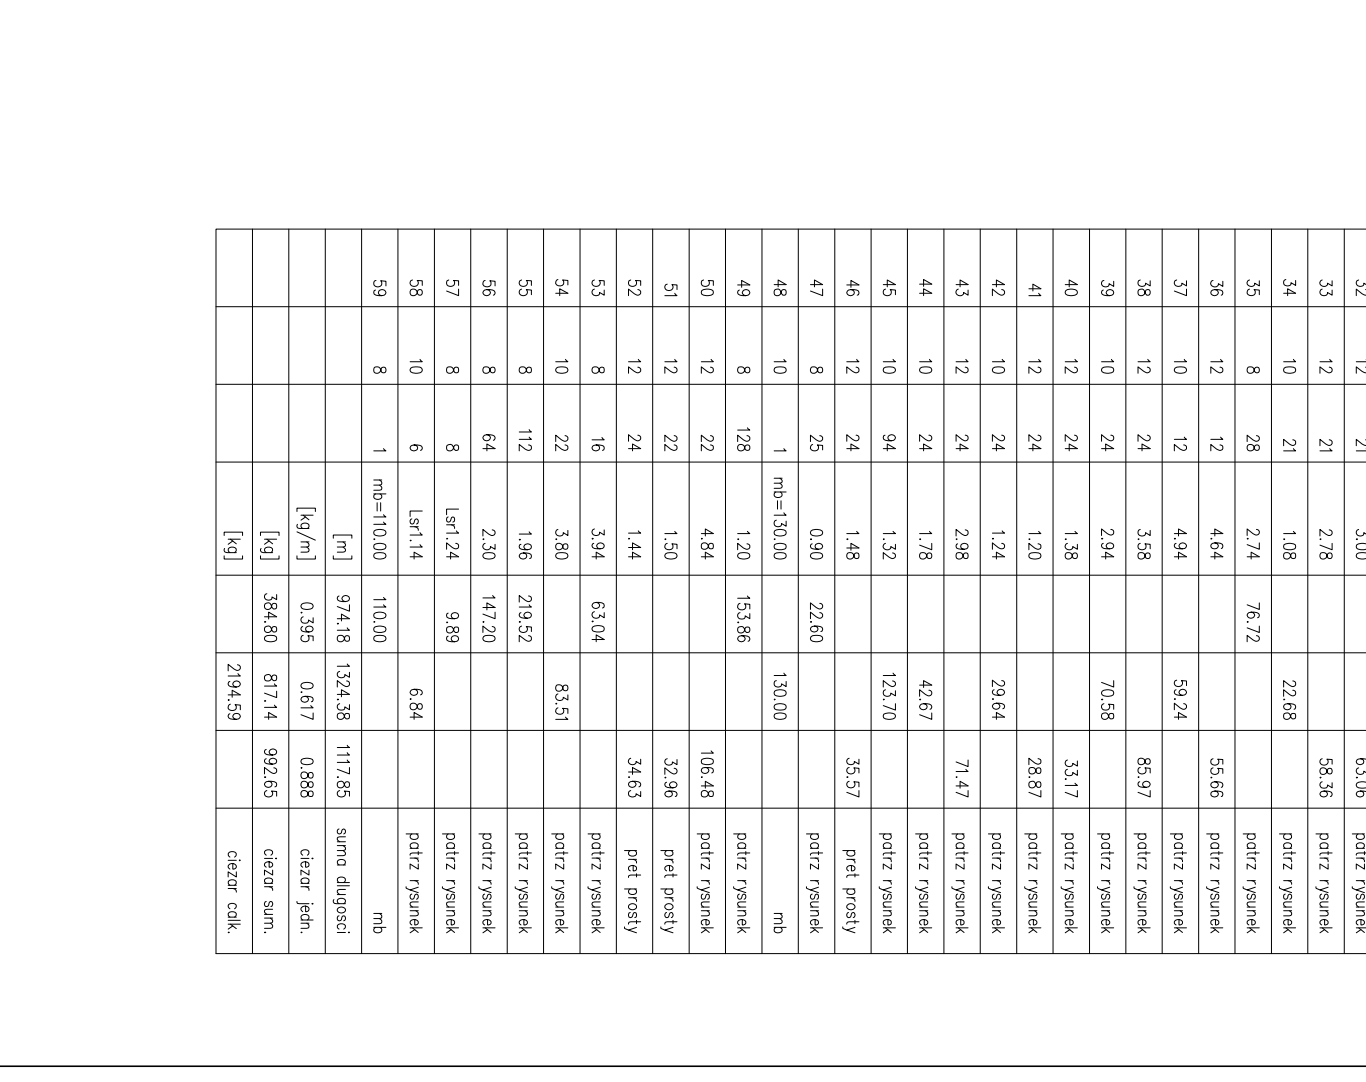 12 21 3.00 63.06 patrz rysunek
33 12 21 2.78 58.36 patrz rysunek
34 10 21 1.08 22.68 patrz rysunek
35 8 28 2.74 76.72 patrz rysunek
36 12 12 4.64 55.66 patrz rysunek
37 10 12 4.94 59.24 patrz rysunek
38 12 24 3.58 85.97 patrz rysunek
39 10 24 2.94 70.58 patrz rysunek
40 12 24 1.38 33.17 patrz rysunek
41 12 24 1.20 28.87 patrz rysunek
42 10 24 1.24 29.64 patrz rysunek
43 12 24 2.98 71.47 patrz rysunek
44 10 24 1.78 42.67 patrz rysunek
45 10 94 1.32 123.70 patrz rysunek
46 12 24 1.48 35.57 pret prosty
47 8 25 0.90 22.60 patrz rysunek
48 10 1 mb=130.00 130.00 mb
49 8 128 1.20 153.86 patrz rysunek
50 12 22 4.84 106.48 patrz rysunek
51 12 22 1.50 32.96 pret prosty
52 12 24 1.44 34.63 pret prosty
53 8 16 3.94 63.04 patrz rysunek
54 10 22 3.80 83.51 patrz rysunek
55 8 112 1.96 219.52 patrz rysunek
56 8 64 2.30 147.20 patrz rysunek
57 8 8 Lsr1.24 9.89 patrz rysunek
58 10 6 Lsr1.14 6.84 patrz rysunek
59 8 1 mb=110.00 110.00 mb
[m] 974.18 1324.38 1117.85 suma dlugosci
[kg/m] 0.395 0.617 0.888 ciezar jedn.
[kg] 384.80 817.14 992.65 ciezar sum.
[kg] 2194.59 ciezar calk.